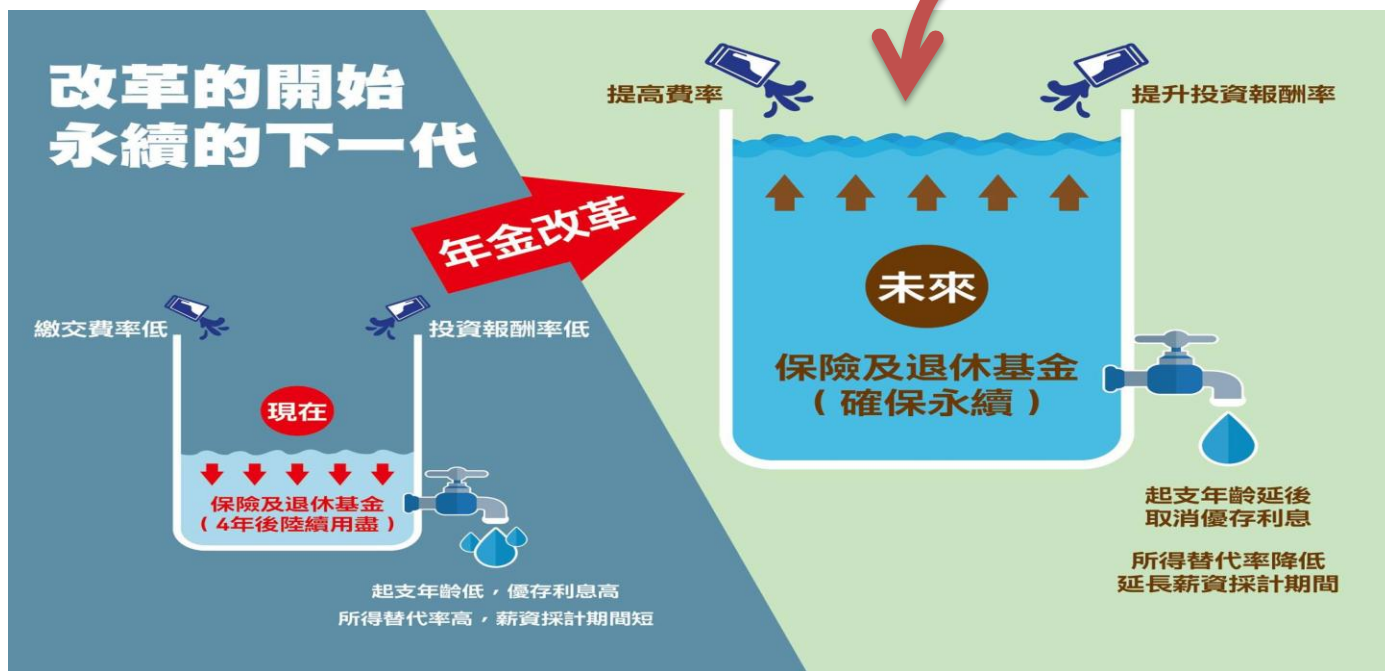 改革的開始
永續的下一代
年金改革
繳交費率低
投資報酬率低
現在
保險及退休基金
(4年後陸續用盡)
起支年齡低,優存利息高
所得替代率高,薪資採計期間短
提高費率
提升投資報酬率
未來
保險及退休基金
(確保永續)
起支年齡延後
取消優存利息
所得替代率降低
延長薪資採計期間